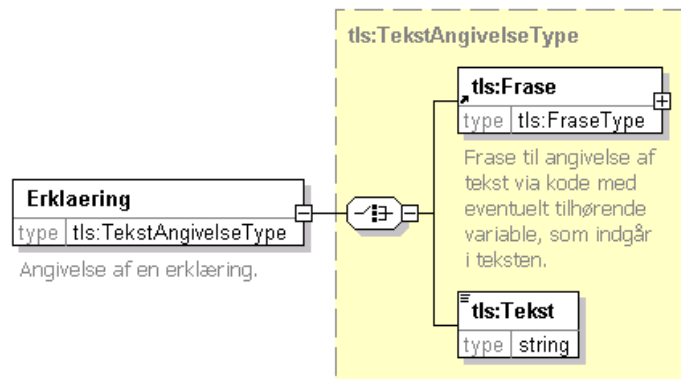 tls:TekstAngivelseType
tls:Frase
type tls:FraseType
Frase til angivelse af
tekst via kode med
eventuelt tilhørende
variable, som indgår
i teksten.
Erklaering
type tls:TekstAngivelseType
Angivelse af en erklæring.
tls:Tekst
type string